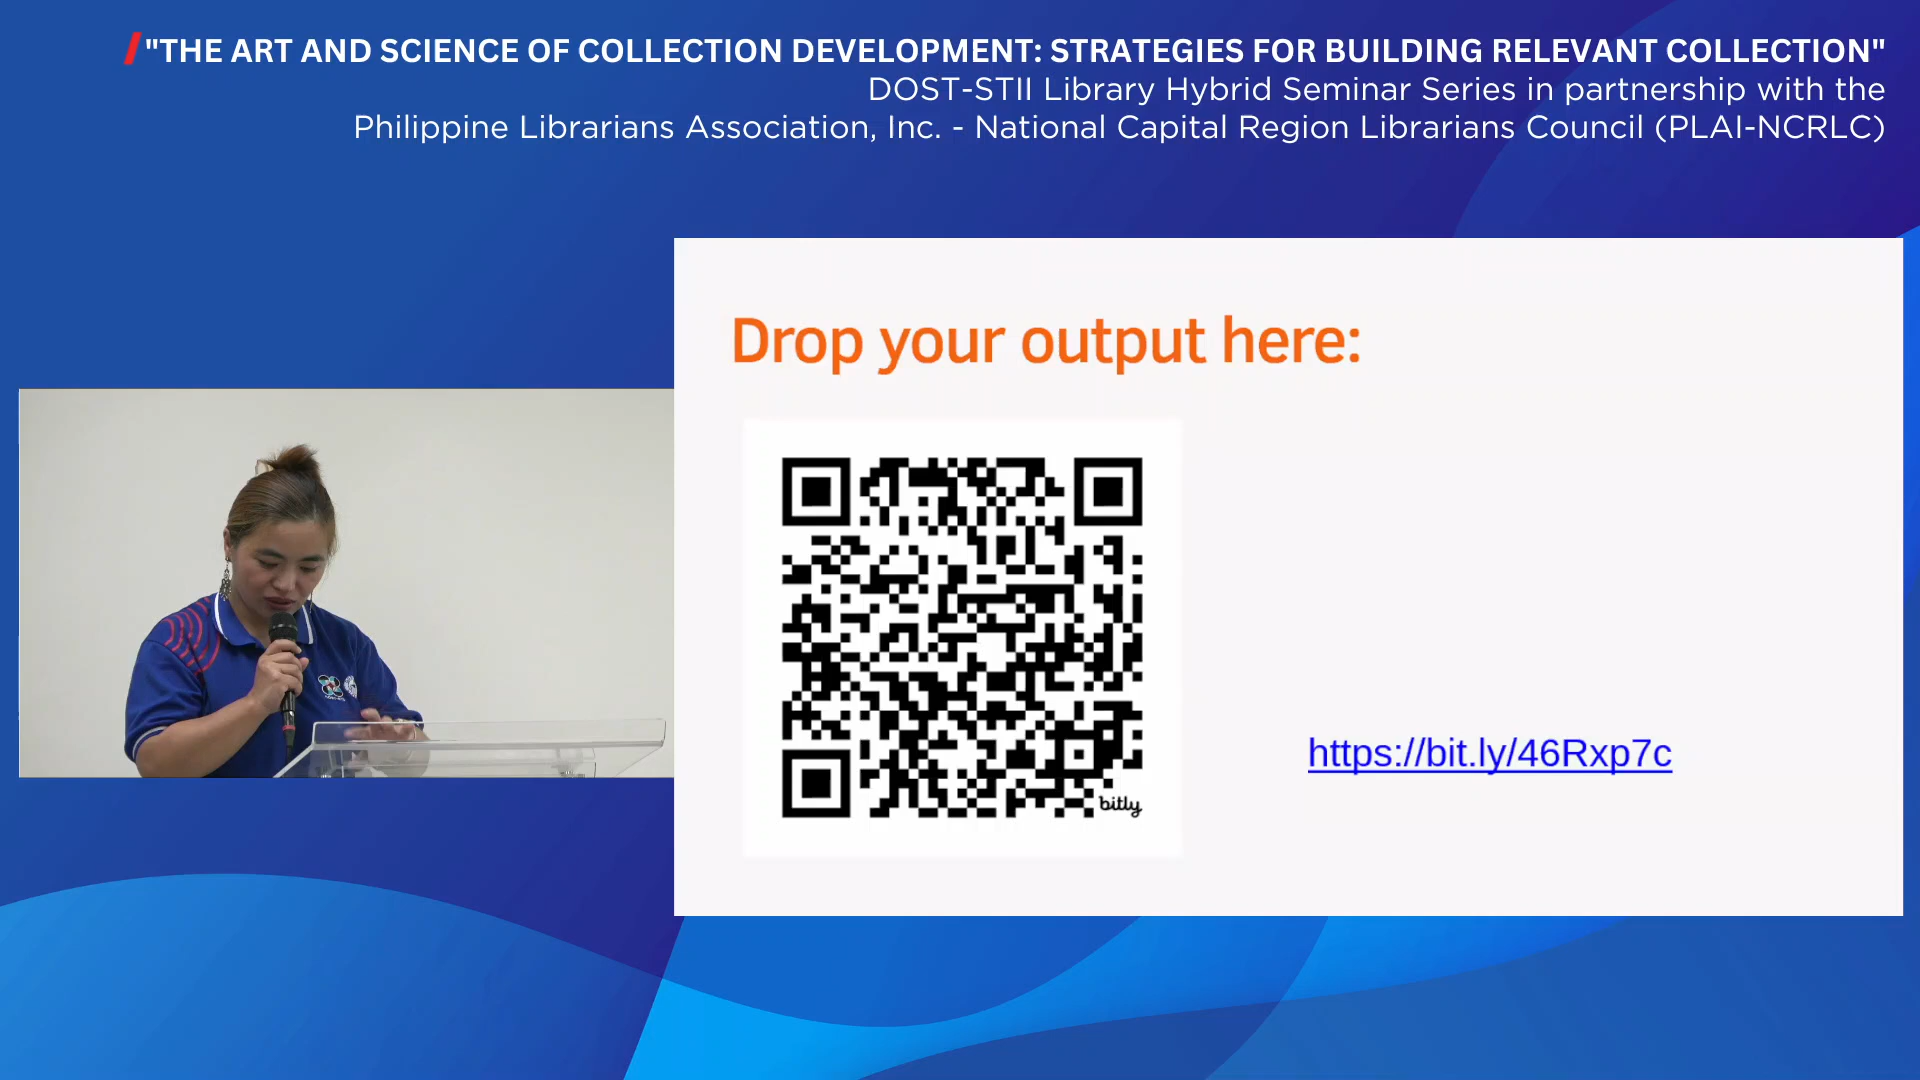 "THE ART AND SCIENCE OF COLLECTION DEVELOPMENT: STRATEGIES FOR BUILDING RELEVANT COLLECTION"
DOST-STII Library Hybrid Seminar Series in partnership with the
Philippine Librarians Association, Inc. - National Capital Region Librarians Council (PLAI-NCRLC)
Drop your output here:
https://bit.ly/46Rxp7c
bitly